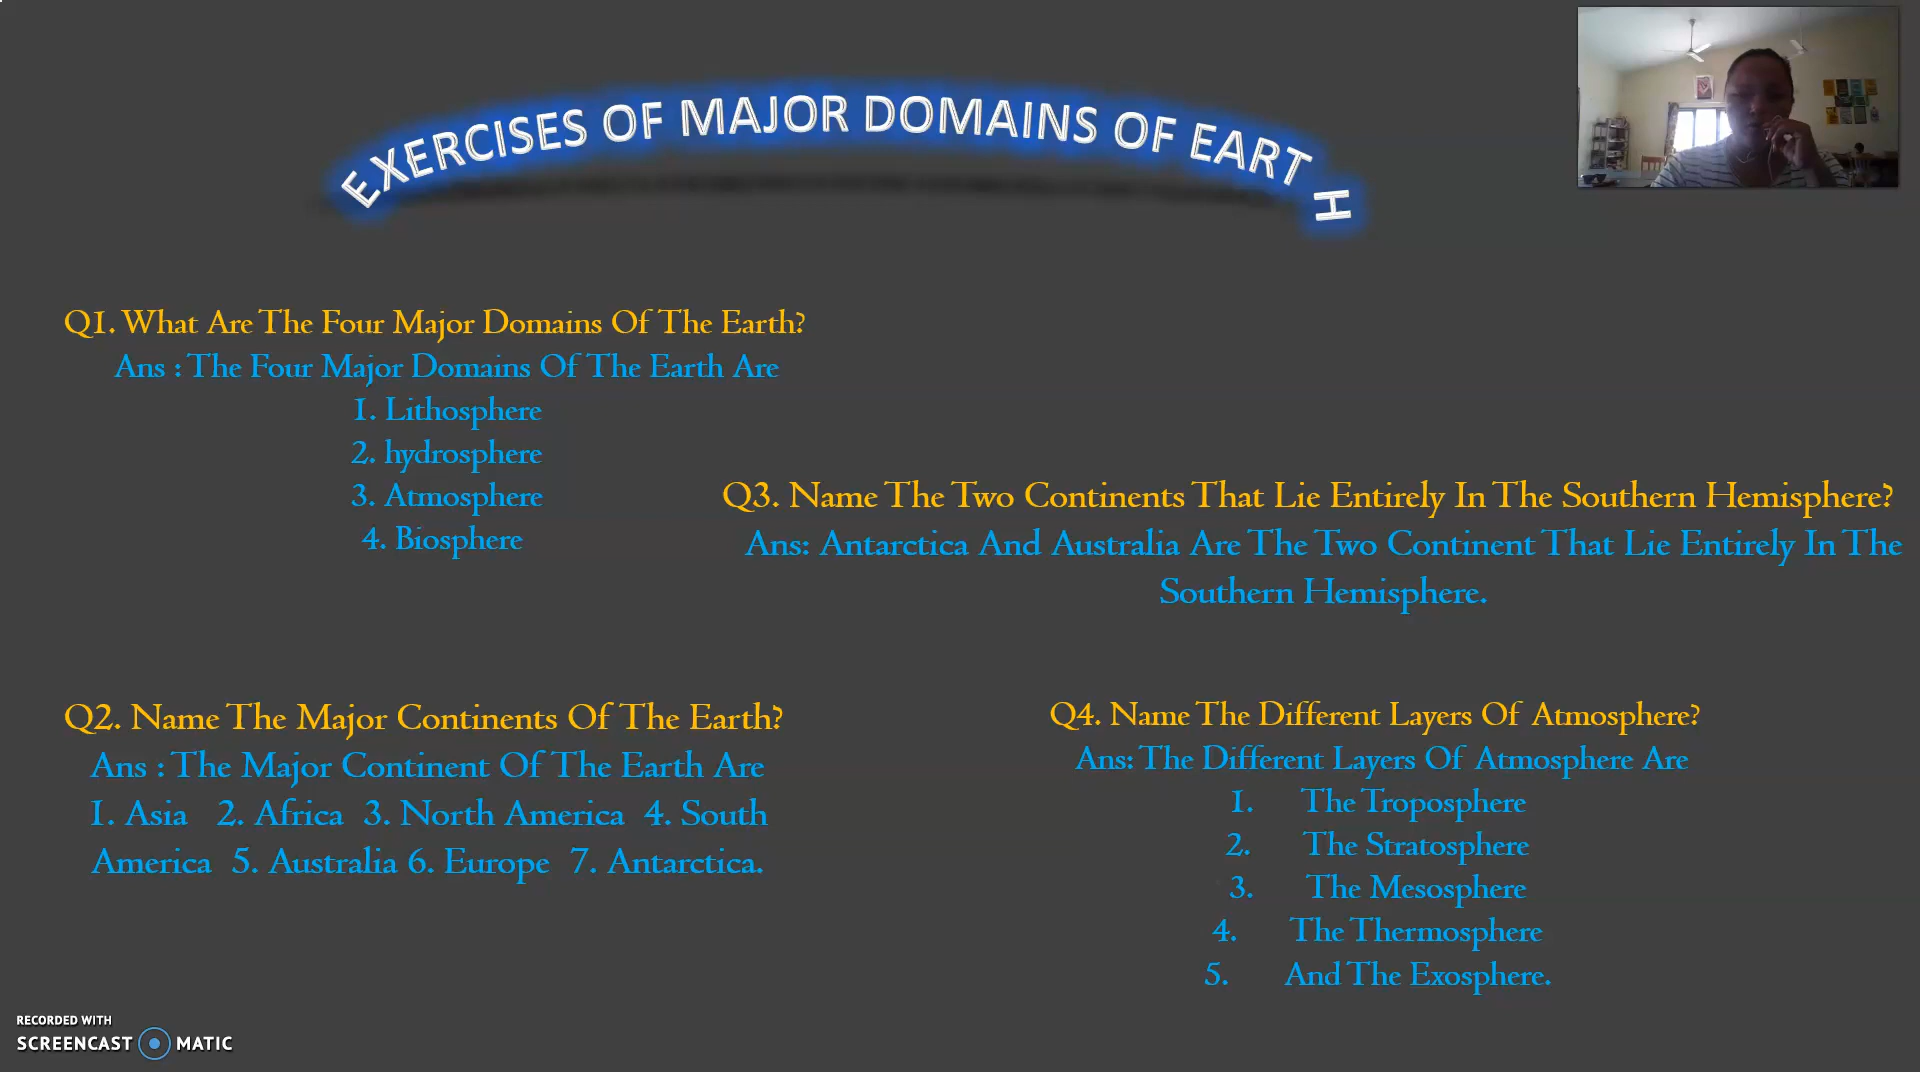 EXERCISES OF MAJOR DOMAINS OF EARTH
Q1. What Are The Four Major Domains Of The Earth?
Ans : The Four Major Domains Of The Earth Are
1. Lithosphere
2. hydrosphere
3. Atmosphere
4. Biosphere
Q2. Name The Major Continents Of The Earth?
Ans : The Major Continent Of The Earth Are
1. Asia 2. Africa 3. North America 4. South
America 5. Australia 6. Europe 7. Antarctica.
Q3. Name The Two Continents That Lie Entirely In The Southern Hemisphere?
Ans: Antarctica And Australia Are The Two Continent That Lie Entirely In The
Southern Hemisphere.
Q4. Name The Different Layers Of Atmosphere?
Ans: The Different Layers Of Atmosphere Are
1. The Troposphere
2. The Stratosphere
3. The Mesosphere
4. The Thermosphere
5. And The Exosphere.
RECORDED WITH
SCREENCAST MATIC